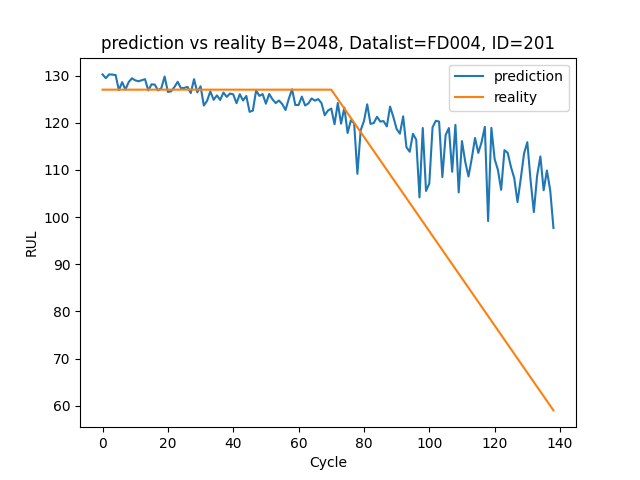 prediction vs reality B=2048, Datalist=FD004, ID=201
prediction
reality
130
120
110
100
90
80
70
60
RUL
0 20 40 60 80 100 120 140
Cycle